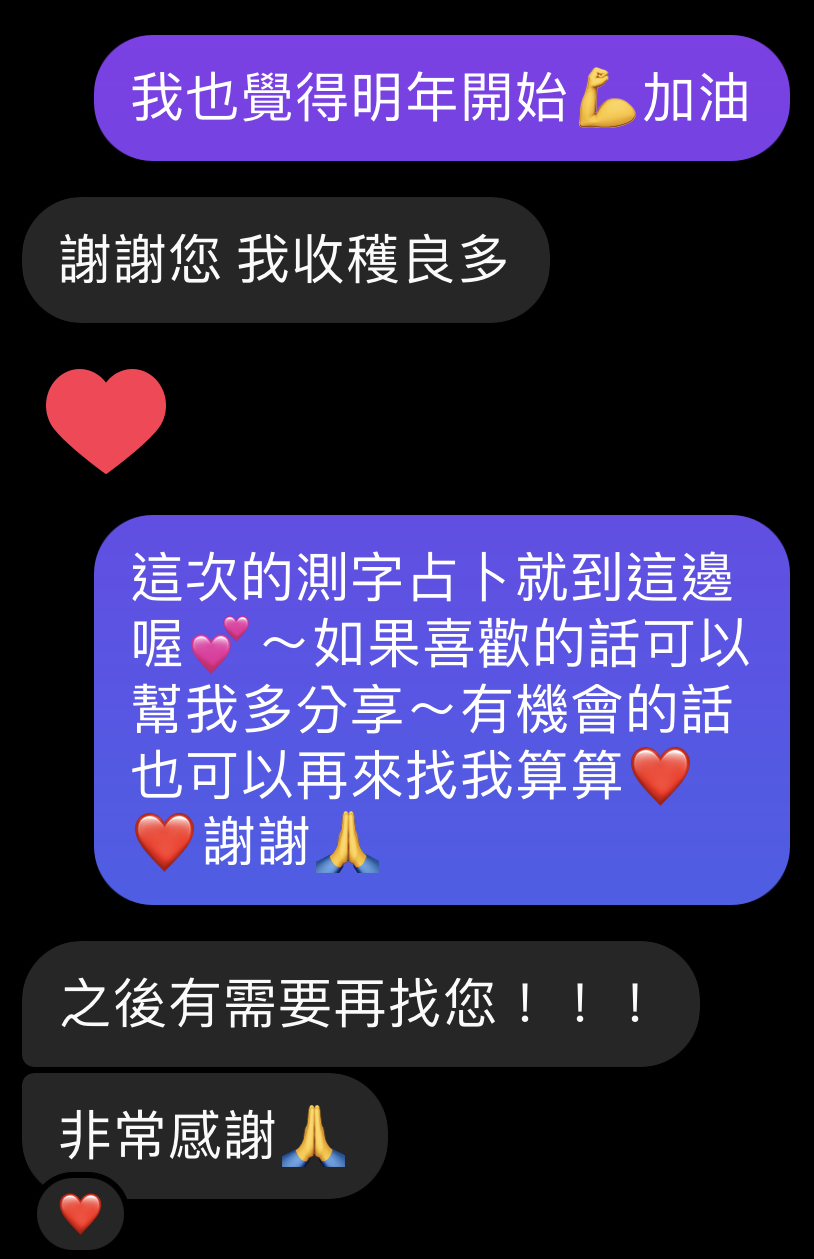 我也覺得明年開始💪加油
謝謝您 我收穫良多
這次的測字占卜就到這邊
喔💕～如果喜歡的話可以
幫我多分享～有機會的話
也可以再來找我算算❤️
❤️謝謝🙏
之後有需要再找您！！！
非常感謝🙏